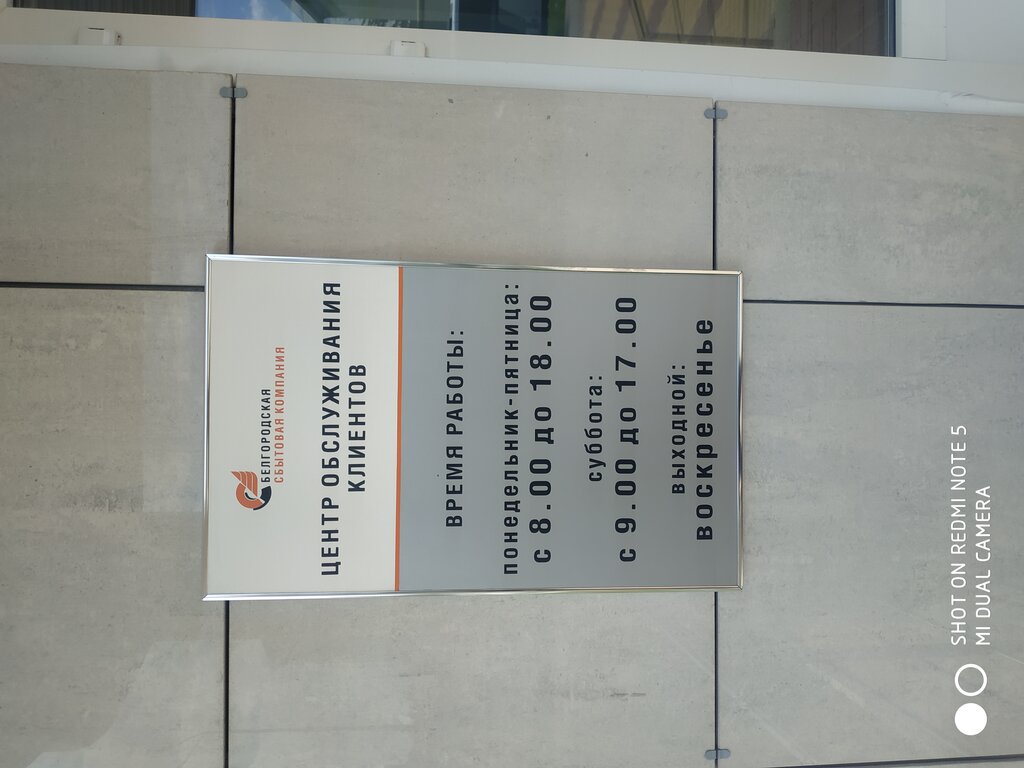 БЕЛГОРОДСКАЯ
СБЫТОВАЯ КОМПАНИЯ
ЦЕНТР ОБСЛУЖИВАНИЯ
КЛИЕНТОВ
ВРЕМЯ РАБОТЫ:
понедельник-пятница:
с 8.00 до 18.00
суббота:
с 9.00 до 17.00
выходной:
воскресенье
SHOT ON REDMI NOTE 5
MI DUAL CAMERA